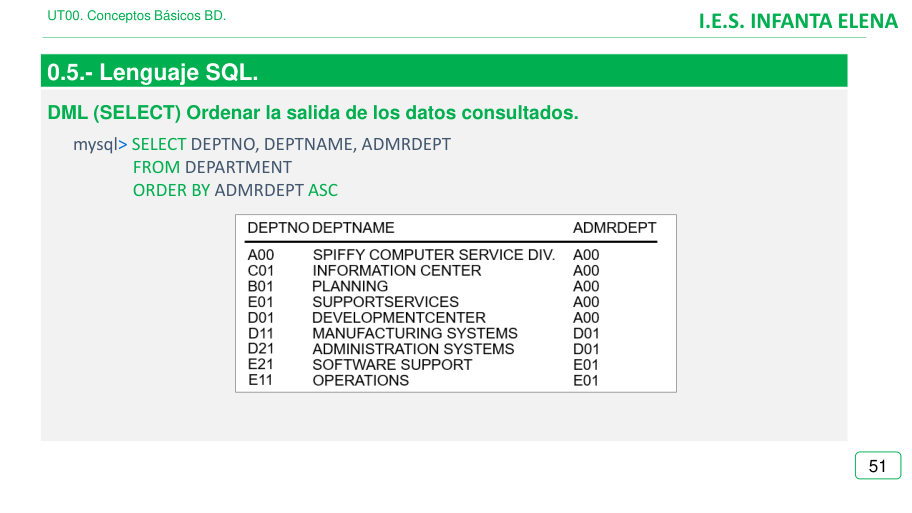 UT00. Conceptos Básicos BD.
I.E.S. INFANTA ELENA
0.5.- Lenguaje SQL.
DML (SELECT) Ordenar la salida de los datos consultados.
mysql> SELECT DEPTNO, DEPTNAME, ADMRDEPT
FROM DEPARTMENT
ORDER BY ADMRDEPT ASC
DEPTNO DEPTNAME ADMRDEPT
A00 SPIFFY COMPUTER SERVICE DIV. A00
C01 INFORMATION CENTER A00
B01 PLANNING A00
E01 SUPPORTSERVICES A00
D01 DEVELOPMENTCENTER A00
D11 MANUFACTURING SYSTEMS D01
D21 ADMINISTRATION SYSTEMS D01
E21 SOFTWARE SUPPORT E01
E11 OPERATIONS E01
51